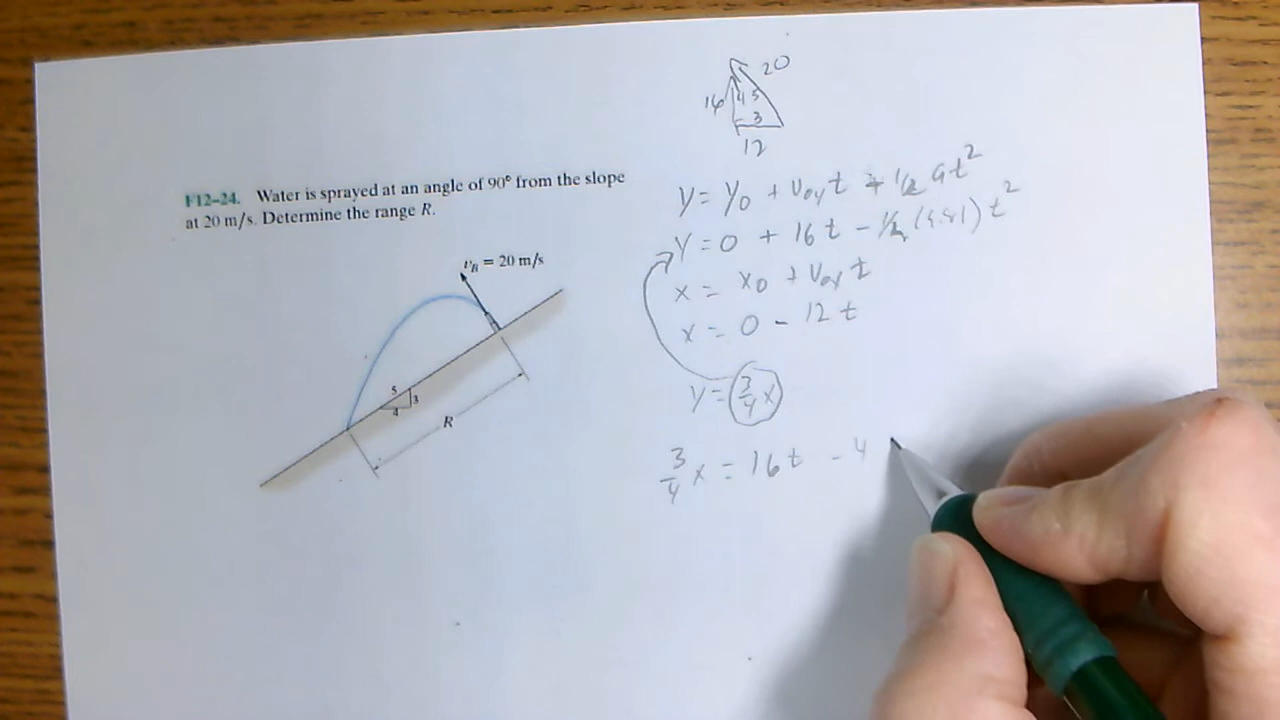 F12–24. Water is sprayed at an angle of 90° from the slope
at 20 m/s. Determine the range R.
v_B = 20 m/s
5
3
4
R
20
16 4 5
3
12
y = y₀ + v₀y t + ½ a t²
y = 0 + 16 t - ½ (9.81) t²
x = x₀ + v₀x t
x = 0 - 12 t
y = ¾ x
¾ x = 16 t - 4